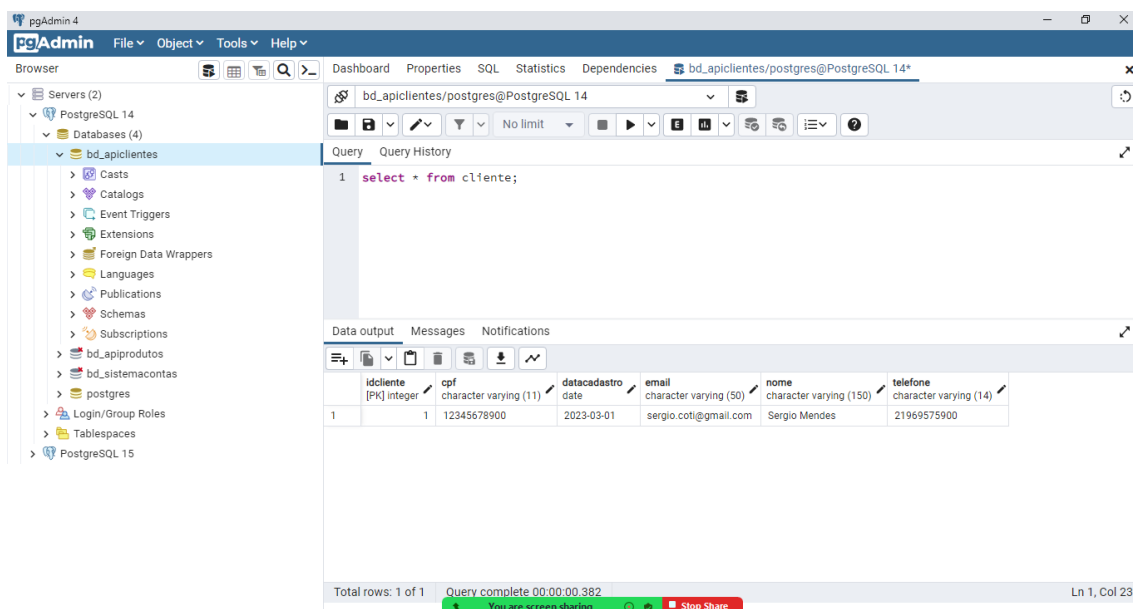 pgAdmin 4
pgAdmin File Object Tools Help
Browser
Servers (2)
PostgreSQL 14
Databases (4)
bd_apiclientes
Casts
Catalogs
Event Triggers
Extensions
Foreign Data Wrappers
Languages
Publications
Schemas
Subscriptions
bd_apiprodutos
bd_sistemacontas
postgres
Login/Group Roles
Tablespaces
PostgreSQL 15
Dashboard Properties SQL Statistics Dependencies bd_apiclientes/postgres@PostgreSQL 14*
bd_apiclientes/postgres@PostgreSQL 14
No limit
Query Query History
1 select * from cliente;
Data output Messages Notifications
idcliente cpf datacadastro email nome telefone
[PK] integer character varying (11) date character varying (50) character varying (150) character varying (14)
1 1 12345678900 2023-03-01 sergio.coti@gmail.com Sergio Mendes 21969575900
Total rows: 1 of 1 Query complete 00:00:00.382 Ln 1, Col 23
You are screen sharing Stop Share